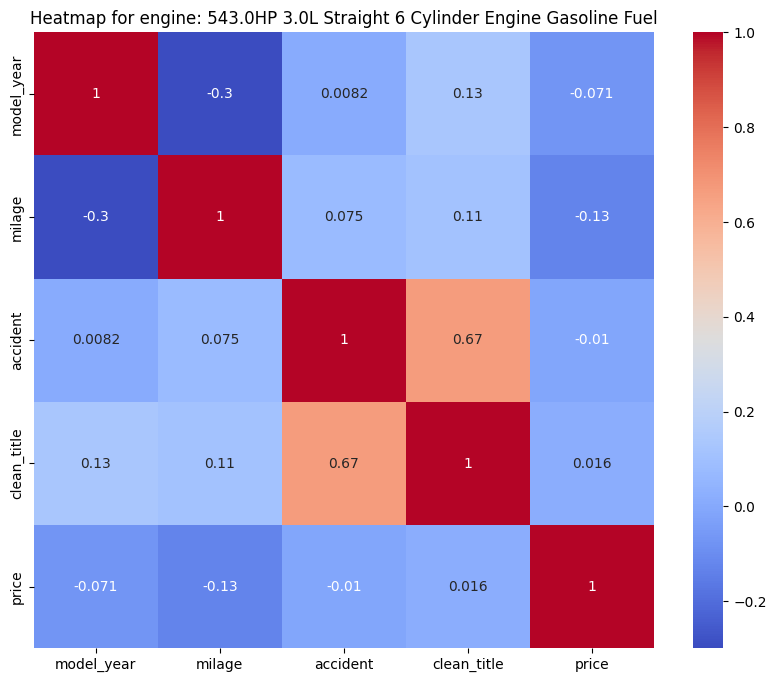 Heatmap for engine: 543.0HP 3.0L Straight 6 Cylinder Engine Gasoline Fuel
model_year 1 -0.3 0.0082 0.13 -0.071
milage -0.3 1 0.075 0.11 -0.13
accident 0.0082 0.075 1 0.67 -0.01
clean_title 0.13 0.11 0.67 1 0.016
price -0.071 -0.13 -0.01 0.016 1
model_year milage accident clean_title price
1.0
0.8
0.6
0.4
0.2
0.0
−0.2